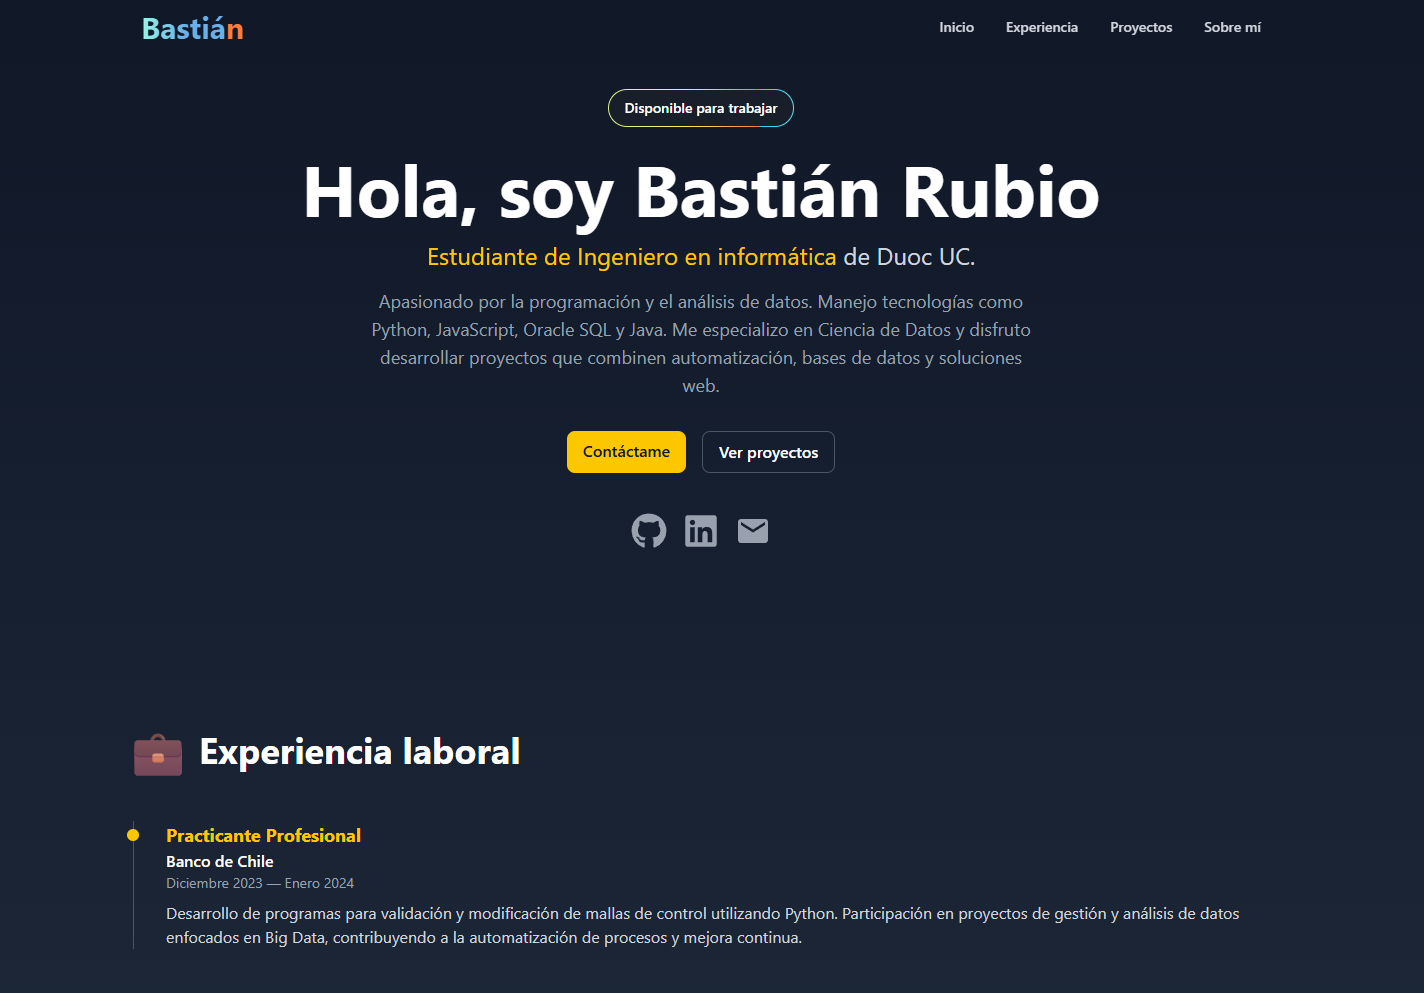 Bastián
Inicio
Experiencia
Proyectos
Sobre mí
Disponible para trabajar
Hola, soy Bastián Rubio
Estudiante de Ingeniero en informática de Duoc UC.
Apasionado por la programación y el análisis de datos. Manejo tecnologías como
Python, JavaScript, Oracle SQL y Java. Me especializo en Ciencia de Datos y disfruto
desarrollar proyectos que combinen automatización, bases de datos y soluciones
web.
Contáctame
Ver proyectos
in
Experiencia laboral
Practicante Profesional
Banco de Chile
Diciembre 2023 — Enero 2024
Desarrollo de programas para validación y modificación de mallas de control utilizando Python. Participación en proyectos de gestión y análisis de datos
enfocados en Big Data, contribuyendo a la automatización de procesos y mejora continua.